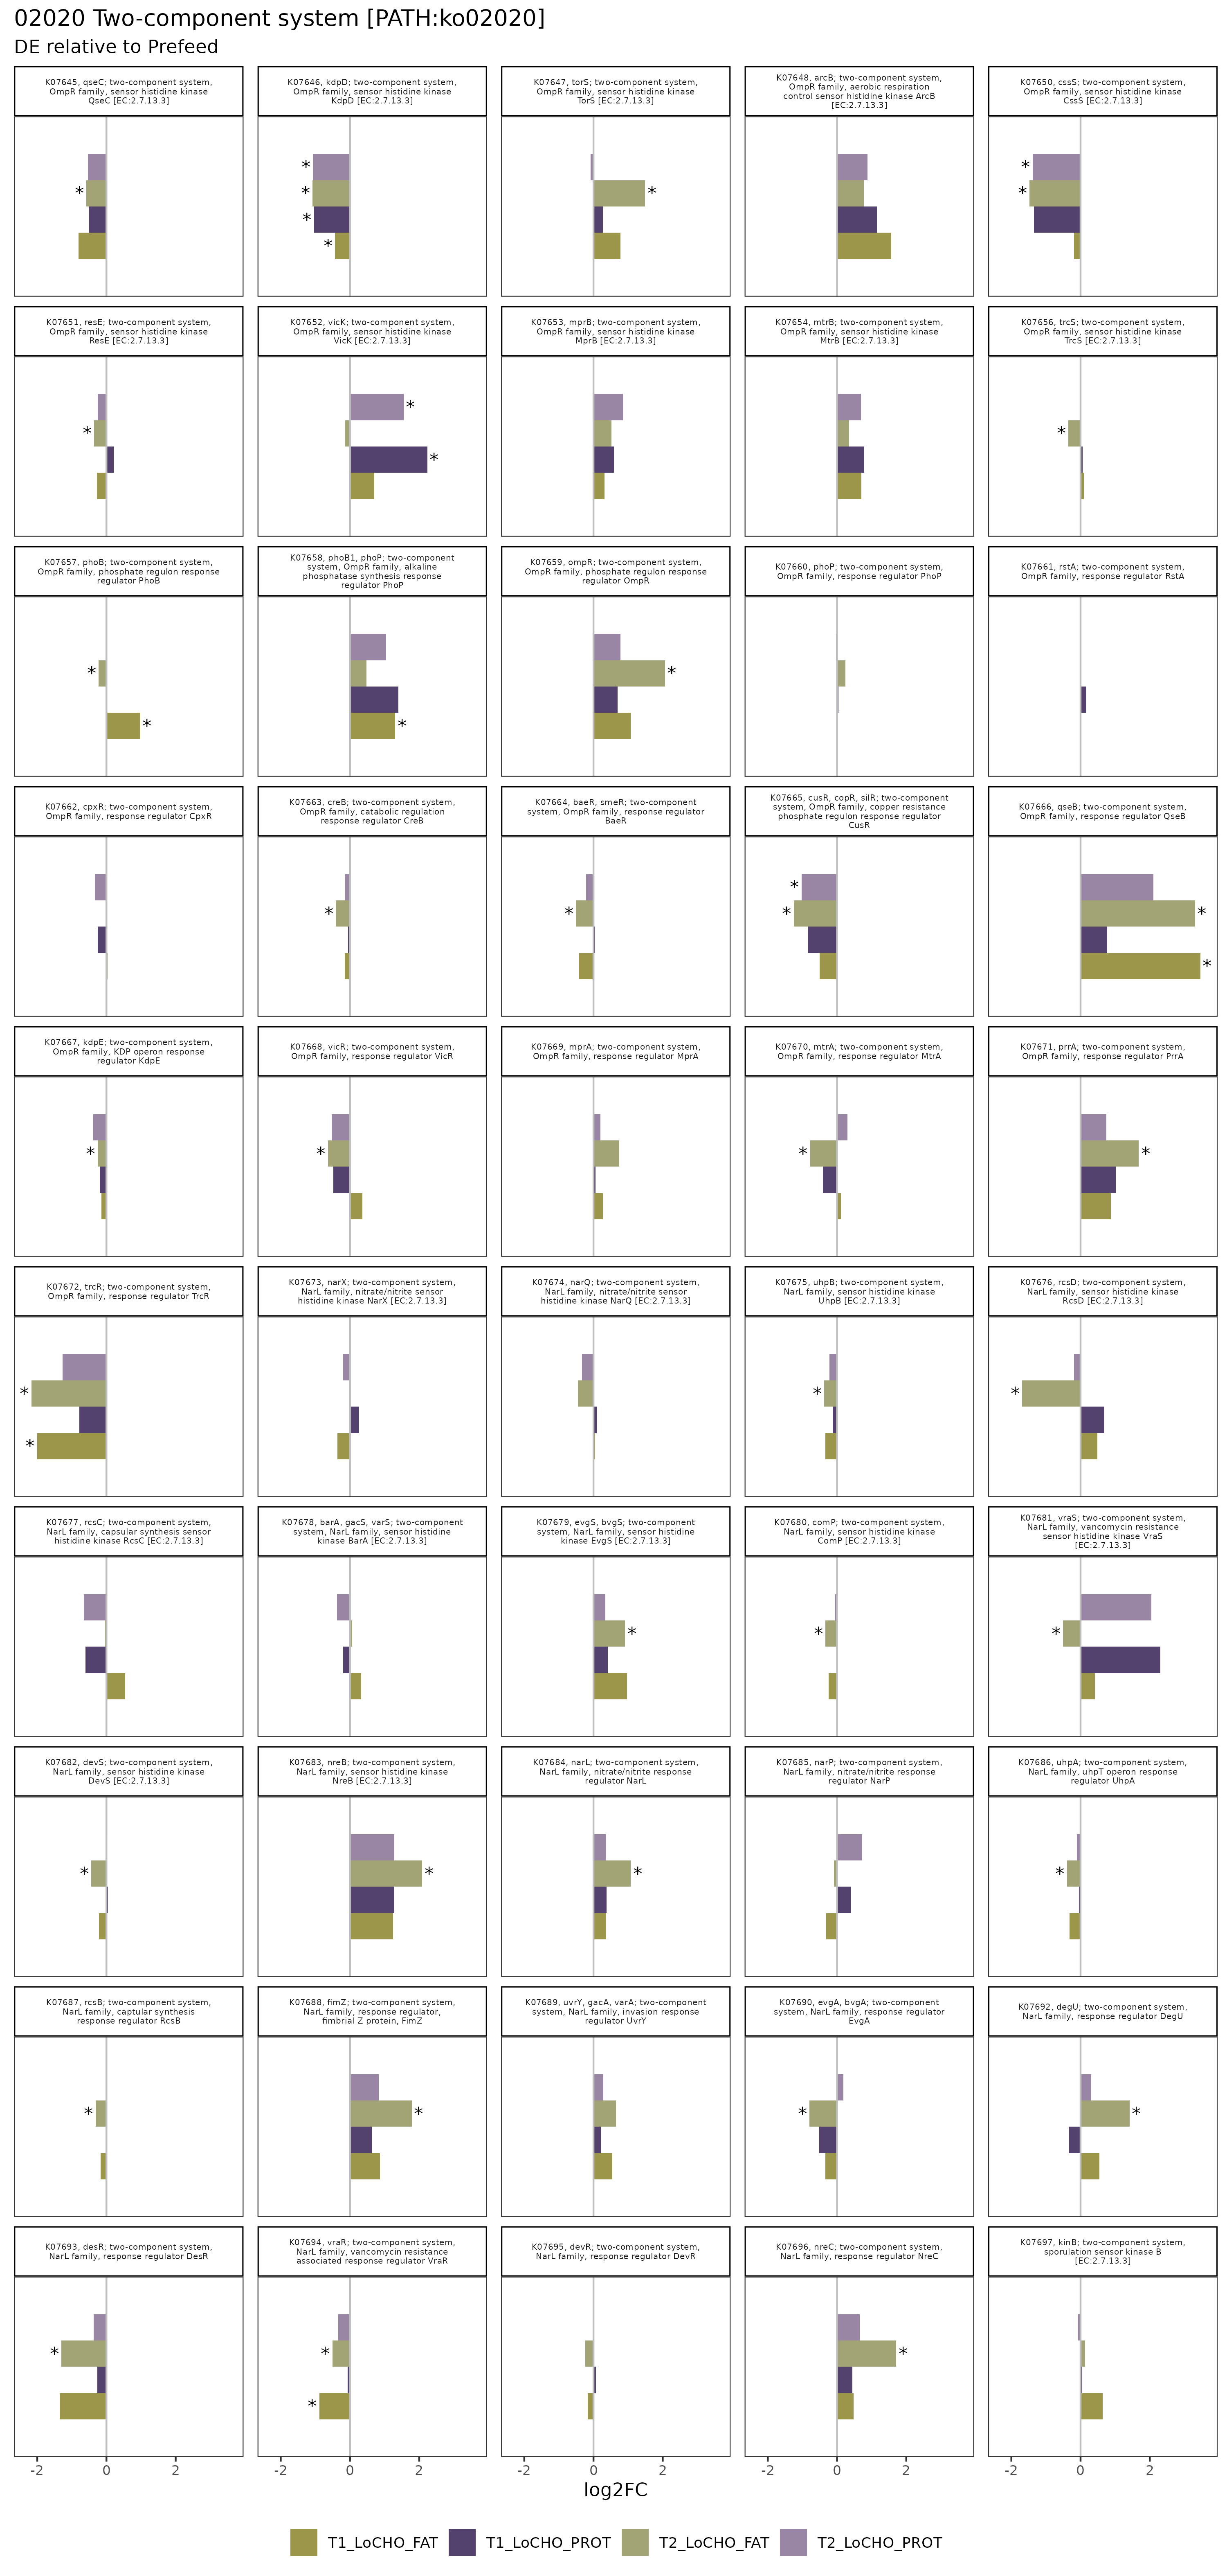 02020 Two-component system [PATH:ko02020]
DE relative to Prefeed
K07645, qseC; two-component system,
OmpR family, sensor histidine kinase
QseC [EC:2.7.13.3]
K07646, kdpD; two-component system,
OmpR family, sensor histidine kinase
KdpD [EC:2.7.13.3]
K07647, torS; two-component system,
OmpR family, sensor histidine kinase
TorS [EC:2.7.13.3]
K07648, arcB; two-component system,
OmpR family, aerobic respiration
control sensor histidine kinase ArcB
[EC:2.7.13.3]
K07650, cssS; two-component system,
OmpR family, sensor histidine kinase
CssS [EC:2.7.13.3]
*
*
*
*
*
*
*
*
K07651, resE; two-component system,
OmpR family, sensor histidine kinase
ResE [EC:2.7.13.3]
K07652, vicK; two-component system,
OmpR family, sensor histidine kinase
VicK [EC:2.7.13.3]
K07653, mprB; two-component system,
OmpR family, sensor histidine kinase
MprB [EC:2.7.13.3]
K07654, mtrB; two-component system,
OmpR family, sensor histidine kinase
MtrB [EC:2.7.13.3]
K07656, trcS; two-component system,
OmpR family, sensor histidine kinase
TrcS [EC:2.7.13.3]
*
*
*
*
K07657, phoB; two-component system,
OmpR family, phosphate regulon response
regulator PhoB
K07658, phoB1, phoP; two-component
system, OmpR family, alkaline
phosphatase synthesis response
regulator PhoP
K07659, ompR; two-component system,
OmpR family, phosphate regulon response
regulator OmpR
K07660, phoP; two-component system,
OmpR family, response regulator PhoP
K07661, rstA; two-component system,
OmpR family, response regulator RstA
*
*
*
*
K07662, cpxR; two-component system,
OmpR family, response regulator CpxR
K07663, creB; two-component system,
OmpR family, catabolic regulation
response regulator CreB
K07664, baeR, smeR; two-component
system, OmpR family, response regulator
BaeR
K07665, cusR, copR, silR; two-component
system, OmpR family, copper resistance
phosphate regulon response regulator
CusR
K07666, qseB; two-component system,
OmpR family, response regulator QseB
*
*
*
*
*
*
K07667, kdpE; two-component system,
OmpR family, KDP operon response
regulator KdpE
K07668, vicR; two-component system,
OmpR family, response regulator VicR
K07669, mprA; two-component system,
OmpR family, response regulator MprA
K07670, mtrA; two-component system,
OmpR family, response regulator MtrA
K07671, prrA; two-component system,
OmpR family, response regulator PrrA
*
*
*
*
K07672, trcR; two-component system,
OmpR family, response regulator TrcR
K07673, narX; two-component system,
NarL family, nitrate/nitrite sensor
histidine kinase NarX [EC:2.7.13.3]
K07674, narQ; two-component system,
NarL family, nitrate/nitrite sensor
histidine kinase NarQ [EC:2.7.13.3]
K07675, uhpB; two-component system,
NarL family, sensor histidine kinase
UhpB [EC:2.7.13.3]
K07676, rcsD; two-component system,
NarL family, sensor histidine kinase
RcsD [EC:2.7.13.3]
*
*
*
*
K07677, rcsC; two-component system,
NarL family, capsular synthesis sensor
histidine kinase RcsC [EC:2.7.13.3]
K07678, barA, gacS, varS; two-component
system, NarL family, sensor histidine
kinase BarA [EC:2.7.13.3]
K07679, evgS, bvgS; two-component
system, NarL family, sensor histidine
kinase EvgS [EC:2.7.13.3]
K07680, comP; two-component system,
NarL family, sensor histidine kinase
ComP [EC:2.7.13.3]
K07681, vraS; two-component system,
NarL family, vancomycin resistance
sensor histidine kinase VraS
[EC:2.7.13.3]
*
*
*
K07682, devS; two-component system,
NarL family, sensor histidine kinase
DevS [EC:2.7.13.3]
K07683, nreB; two-component system,
NarL family, sensor histidine kinase
NreB [EC:2.7.13.3]
K07684, narL; two-component system,
NarL family, nitrate/nitrite response
regulator NarL
K07685, narP; two-component system,
NarL family, nitrate/nitrite response
regulator NarP
K07686, uhpA; two-component system,
NarL family, uhpT operon response
regulator UhpA
*
*
*
*
K07687, rcsB; two-component system,
NarL family, captular synthesis
response regulator RcsB
K07688, fimZ; two-component system,
NarL family, response regulator,
fimbrial Z protein, FimZ
K07689, uvrY, gacA, varA; two-component
system, NarL family, invasion response
regulator UvrY
K07690, evgA, bvgA; two-component
system, NarL family, response regulator
EvgA
K07692, degU; two-component system,
NarL family, response regulator DegU
*
*
*
*
K07693, desR; two-component system,
NarL family, response regulator DesR
K07694, vraR; two-component system,
NarL family, vancomycin resistance
associated response regulator VraR
K07695, devR; two-component system,
NarL family, response regulator DevR
K07696, nreC; two-component system,
NarL family, response regulator NreC
K07697, kinB; two-component system,
sporulation sensor kinase B
[EC:2.7.13.3]
*
*
*
*
-2 0 2 -2 0 2 -2 0 2 -2 0 2 -2 0 2
log2FC
T1_LoCHO_FAT T1_LoCHO_PROT T2_LoCHO_FAT T2_LoCHO_PROT